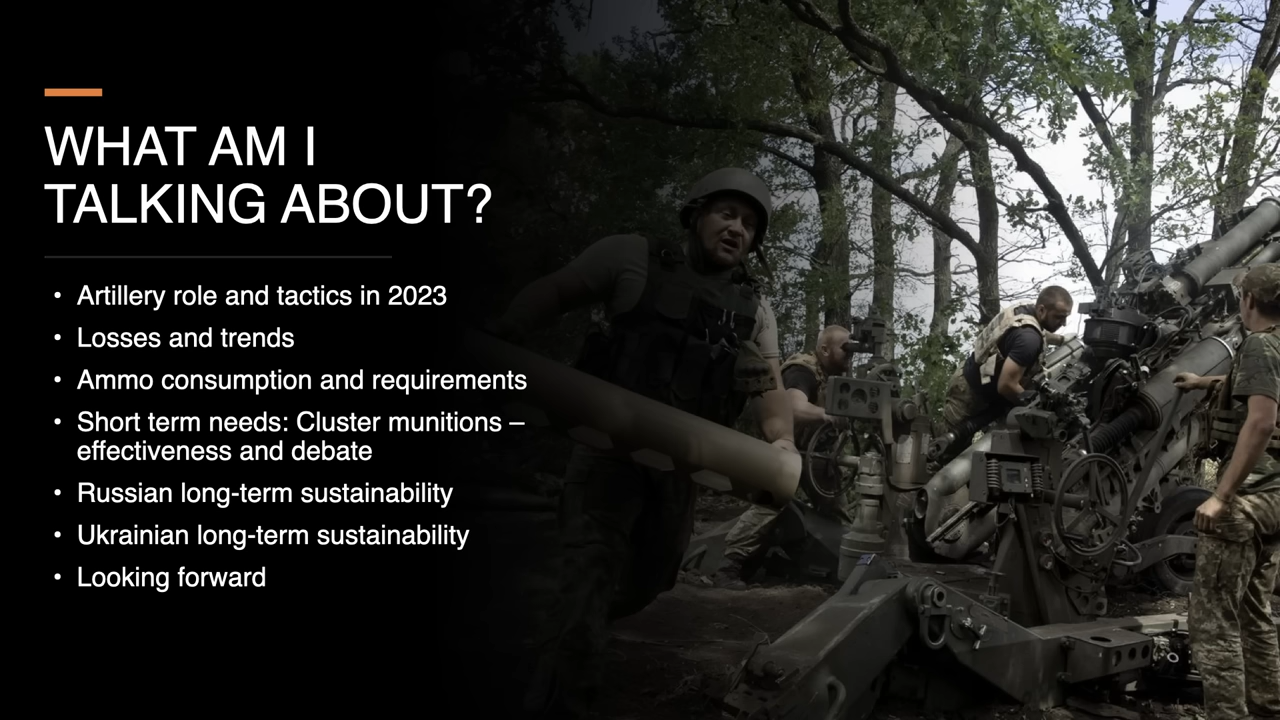 WHAT AM I
TALKING ABOUT?
• Artillery role and tactics in 2023
• Losses and trends
• Ammo consumption and requirements
• Short term needs: Cluster munitions –
effectiveness and debate
• Russian long-term sustainability
• Ukrainian long-term sustainability
• Looking forward